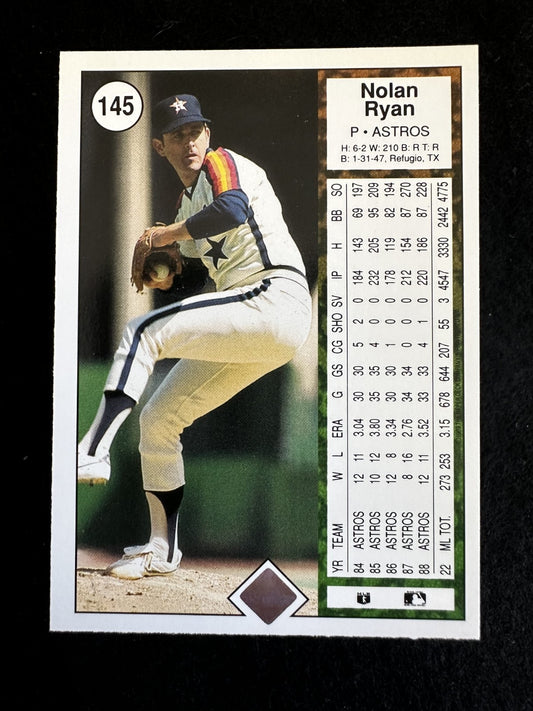 145
Nolan
Ryan
P • ASTROS
H: 6-2 W: 210 B: R T: R
B: 1-31-47, Refugio, TX
YR TEAM W L ERA G GS CG SHO SV IP H BB SO
84 ASTROS 12 11 3.04 30 30 5 2 0 184 143 69 197
85 ASTROS 10 12 3.80 35 35 4 0 0 232 205 95 209
86 ASTROS 12 8 3.34 30 30 1 0 0 178 119 82 194
87 ASTROS 8 16 2.76 34 34 0 0 0 212 154 87 270
88 ASTROS 12 11 3.52 33 33 4 1 0 220 186 87 228
22 ML TOT. 273 253 3.15 678 644 207 55 3 4547 3330 2442 4775